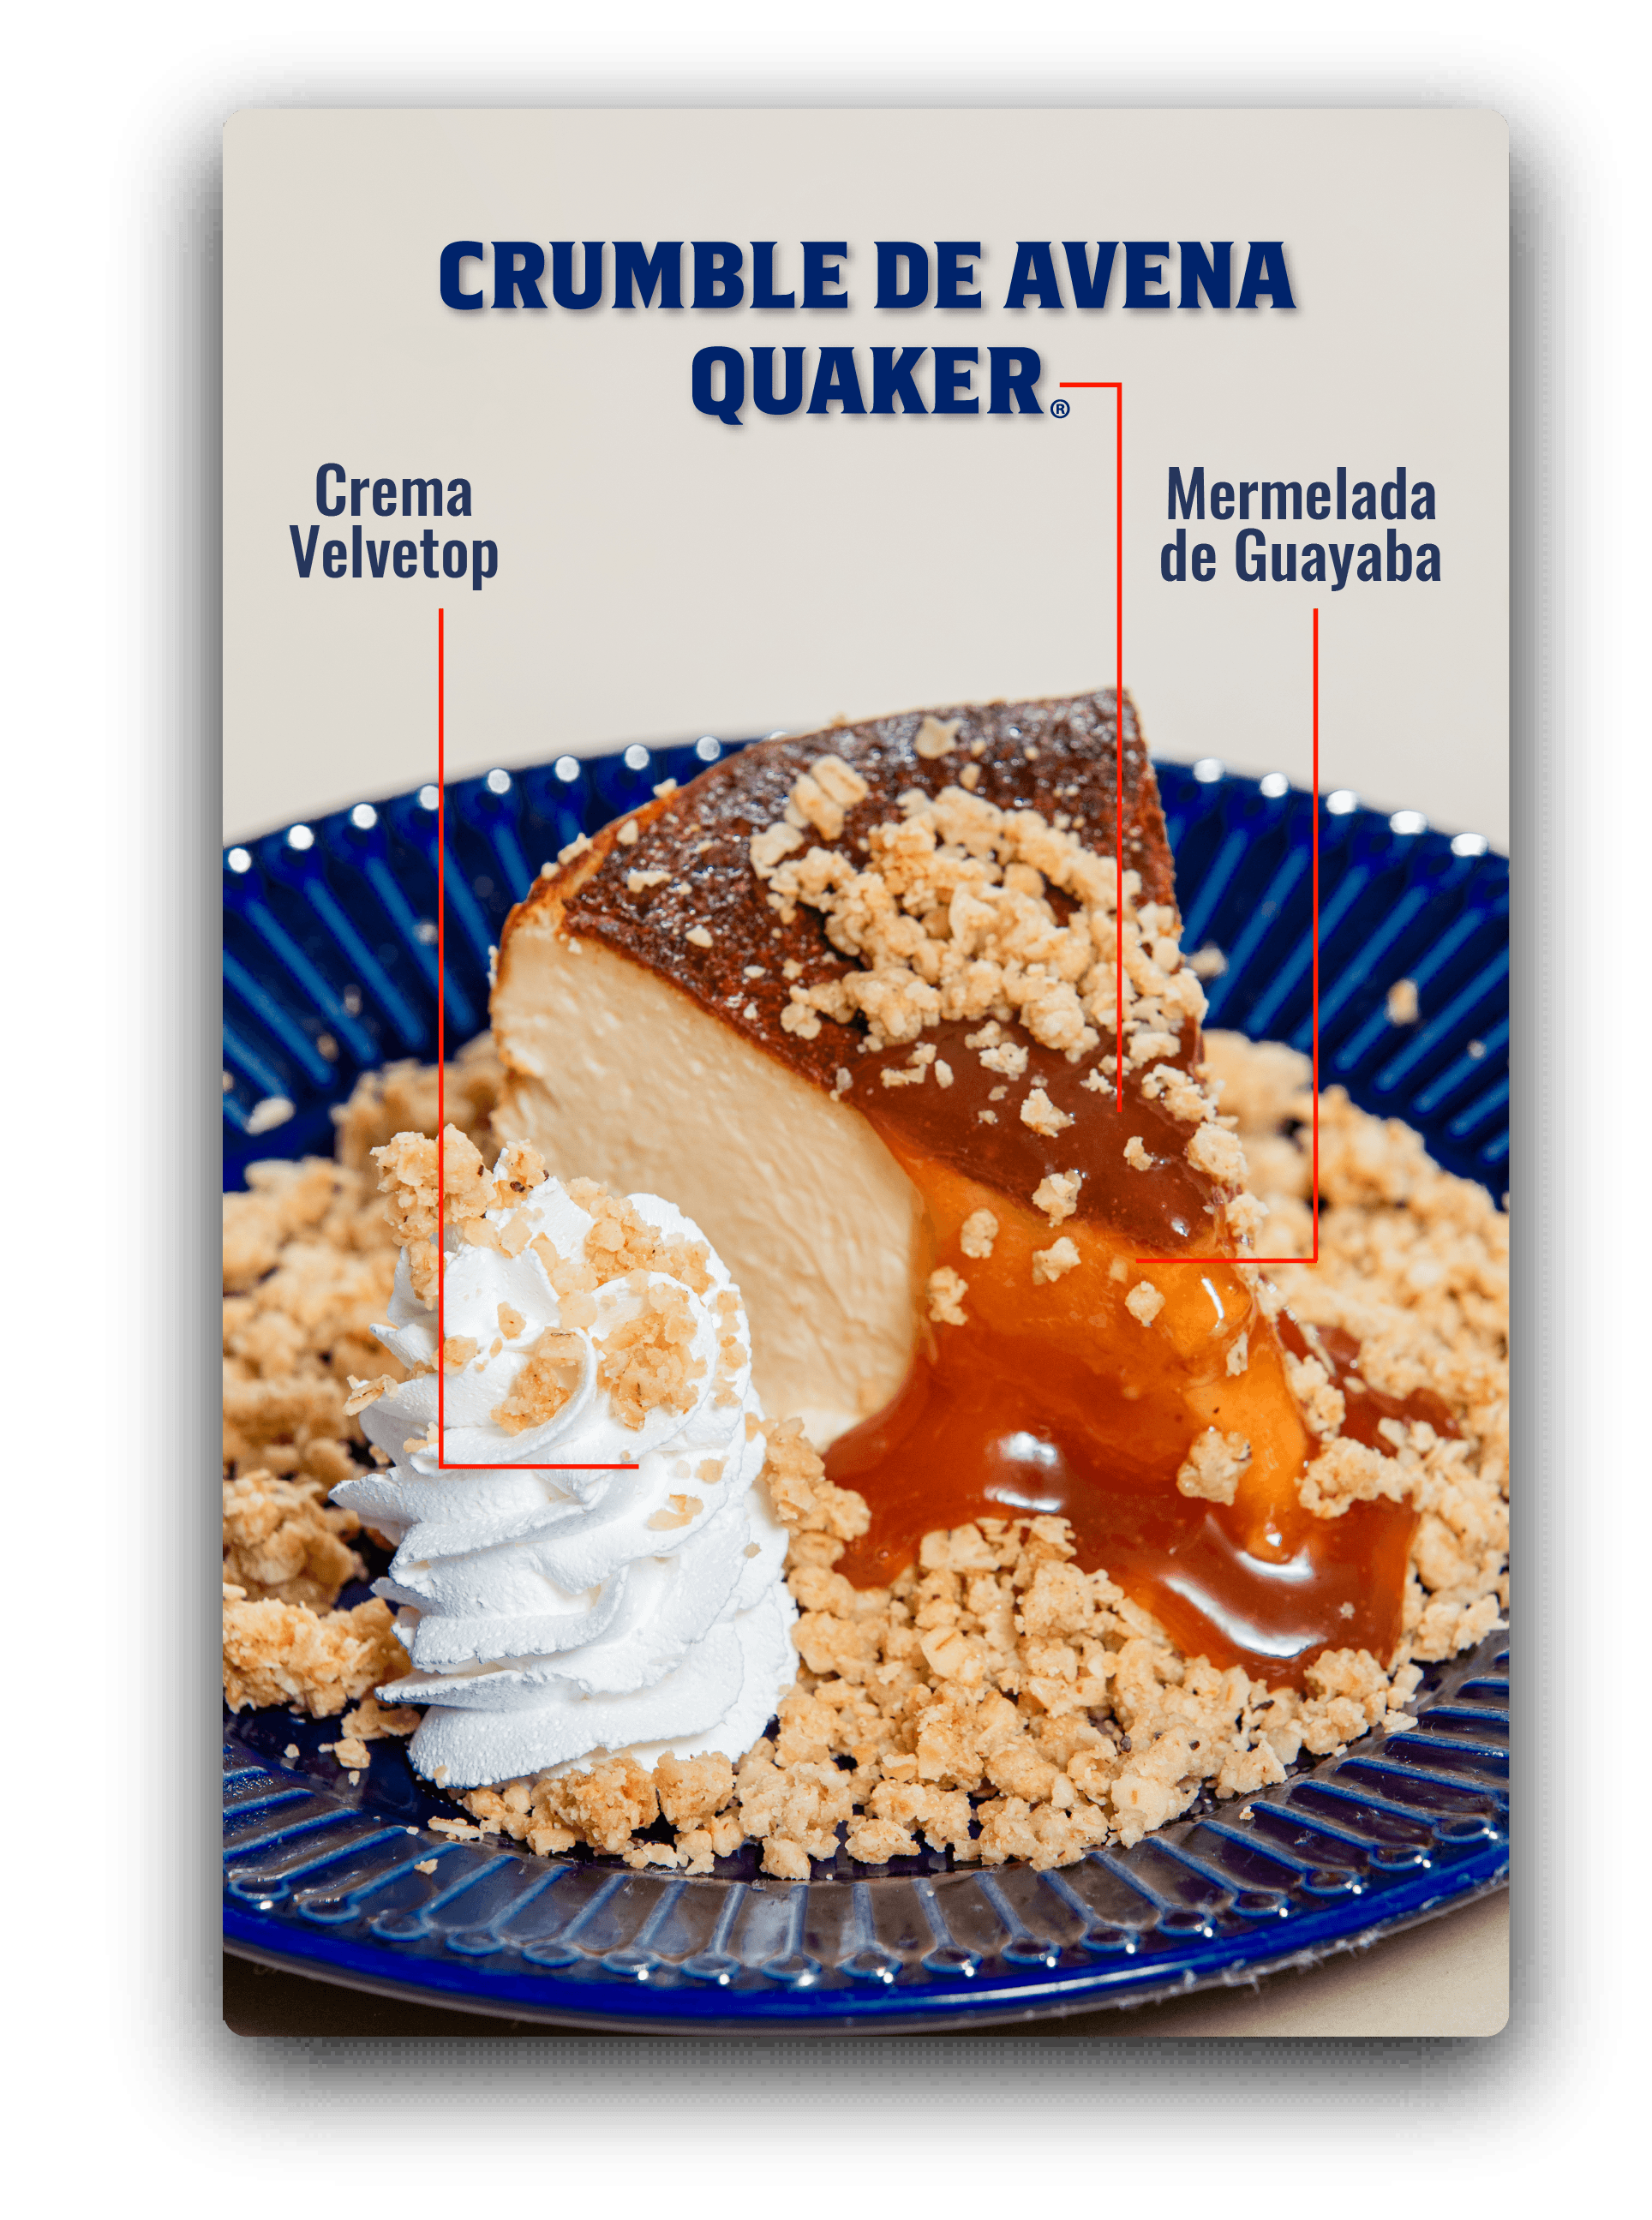 CRUMBLE DE AVENA
QUAKER®
Crema
Velvetop
Mermelada
de Guayaba